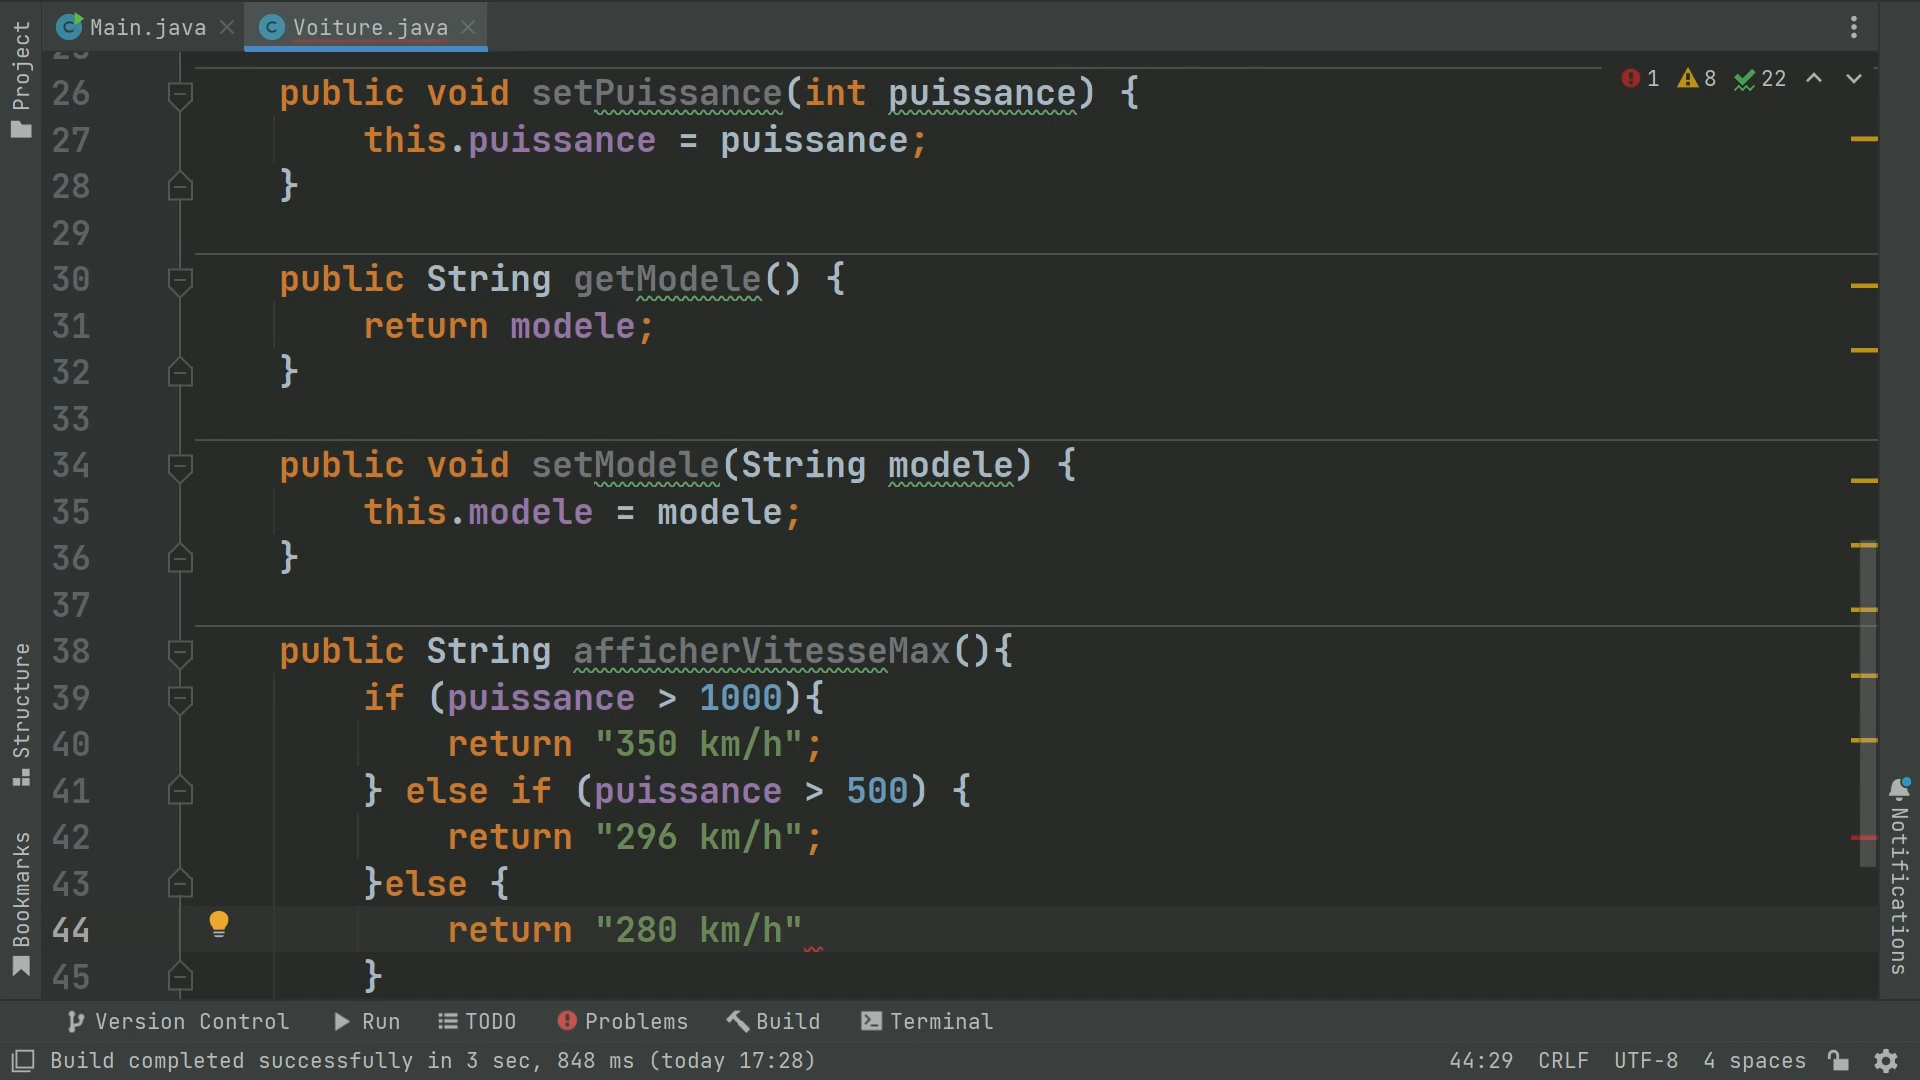 Project
Main.java
Voiture.java
1 8 22
26 public void setPuissance(int puissance) {
27 this.puissance = puissance;
28 }
29
30 public String getModele() {
31 return modele;
32 }
33
34 public void setModele(String modele) {
35 this.modele = modele;
36 }
37
38 public String afficherVitesseMax(){
39 if (puissance > 1000){
40 return "350 km/h";
41 } else if (puissance > 500) {
42 return "296 km/h";
43 }else {
44 return "280 km/h"
45 }
Structure
Bookmarks
Notifications
Version Control Run TODO Problems Build Terminal
Build completed successfully in 3 sec, 848 ms (today 17:28) 44:29 CRLF UTF-8 4 spaces